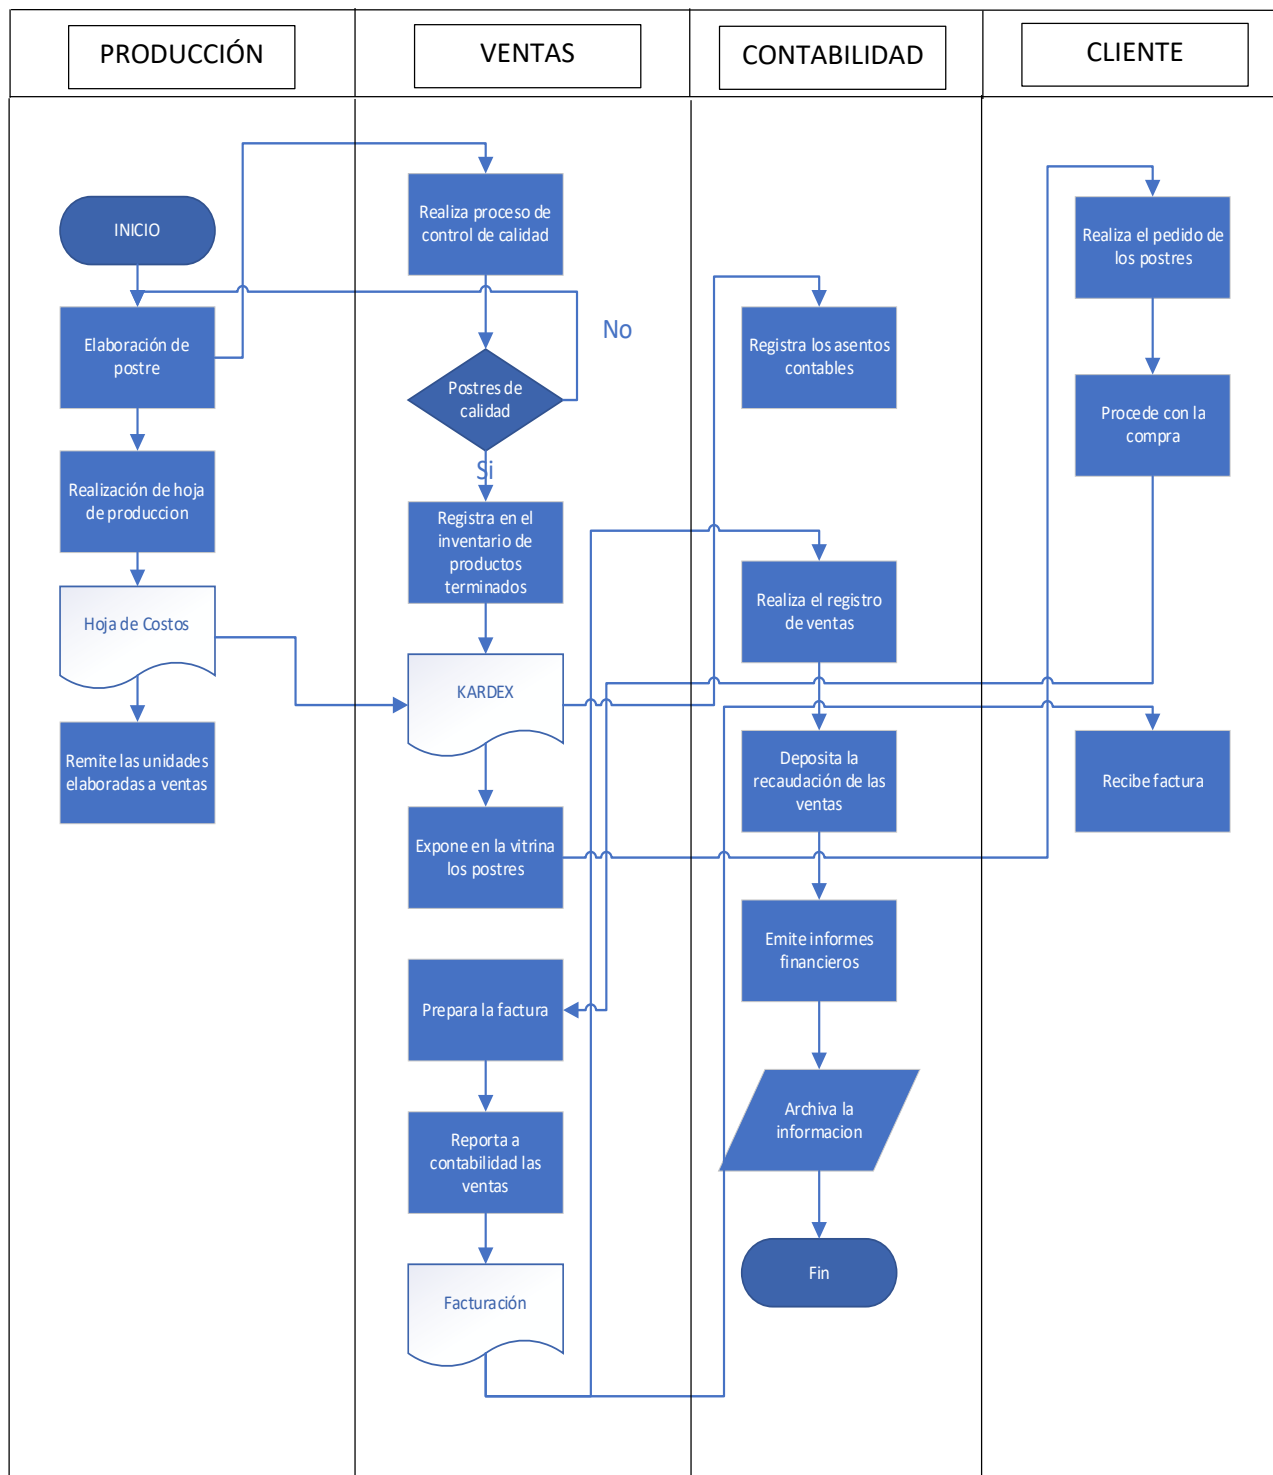 PRODUCCIÓN
VENTAS
CONTABILIDAD
CLIENTE
INICIO
Elaboración de
postre
Realización de hoja
de produccion
Hoja de Costos
Remite las unidades
elaboradas a ventas
Realiza proceso de
control de calidad
No
Postres de
calidad
Si
Registra en el
inventario de
productos
terminados
KARDEX
Expone en la vitrina
los postres
Prepara la factura
Reporta a
contabilidad las
ventas
Facturación
Registra los asentos
contables
Realiza el registro
de ventas
Deposita la
recaudación de las
ventas
Emite informes
financieros
Archiva la
informacion
Fin
Realiza el pedido de
los postres
Procede con la
compra
Recibe factura